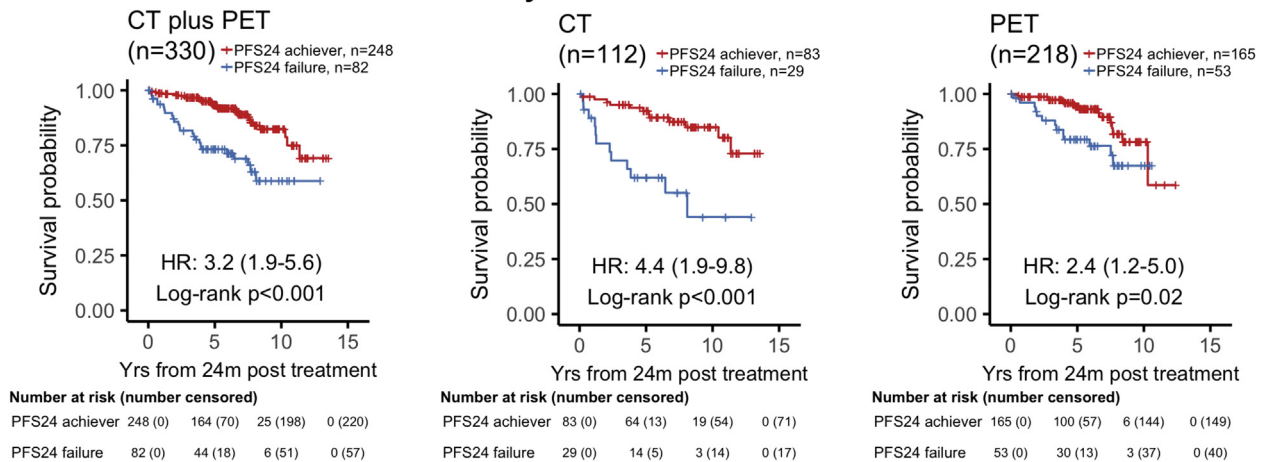 CT plus PET
(n=330)
PFS24 achiever, n=248
PFS24 failure, n=82
Survival probability
1.00
0.75
0.50
0.25
0.00
HR: 3.2 (1.9-5.6)
Log-rank p<0.001
0 5 10 15
Yrs from 24m post treatment
Number at risk (number censored)
PFS24 achiever 248 (0) 164 (70) 25 (198) 0 (220)
PFS24 failure 82 (0) 44 (18) 6 (51) 0 (57)
CT
(n=112)
PFS24 achiever, n=83
PFS24 failure, n=29
Survival probability
1.00
0.75
0.50
0.25
0.00
HR: 4.4 (1.9-9.8)
Log-rank p<0.001
0 5 10 15
Yrs from 24m post treatment
Number at risk (number censored)
PFS24 achiever 83 (0) 64 (13) 19 (54) 0 (71)
PFS24 failure 29 (0) 14 (5) 3 (14) 0 (17)
PET
(n=218)
PFS24 achiever, n=165
PFS24 failure, n=53
Survival probability
1.00
0.75
0.50
0.25
0.00
HR: 2.4 (1.2-5.0)
Log-rank p=0.02
0 5 10 15
Yrs from 24m post treatment
Number at risk (number censored)
PFS24 achiever 165 (0) 100 (57) 6 (144) 0 (149)
PFS24 failure 53 (0) 30 (13) 3 (37) 0 (40)